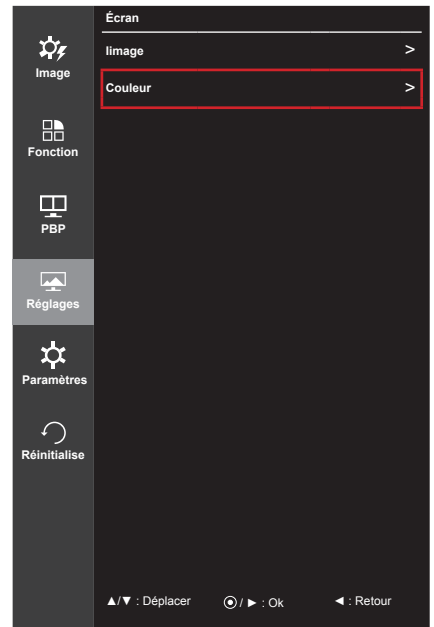 Écran
Iimage >
Couleur >
Image
Fonction
PBP
Réglages
Paramètres
Réinitialise
▲/▼ : Déplacer ⦿ / ► : Ok ◄ : Retour